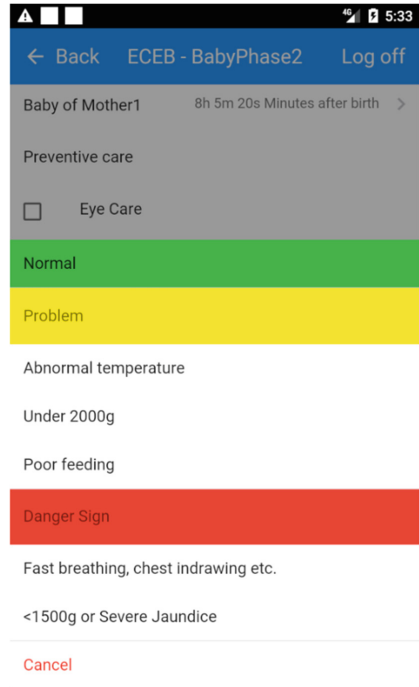 4G 5:33
← Back ECEB - BabyPhase2 Log off
Baby of Mother1 8h 5m 20s Minutes after birth >
Preventive care
Eye Care
Normal
Problem
Abnormal temperature
Under 2000g
Poor feeding
Danger Sign
Fast breathing, chest indrawing etc.
<1500g or Severe Jaundice
Cancel